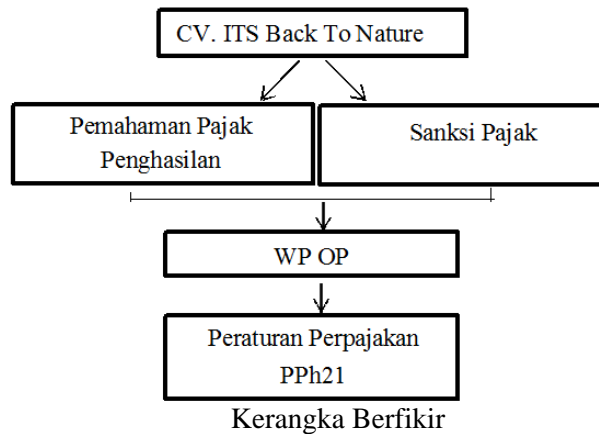 CV. ITS Back To Nature
Pemahaman Pajak
Penghasilan
Sanksi Pajak
WP OP
Peraturan Perpajakan
PPh21
Kerangka Berfikir